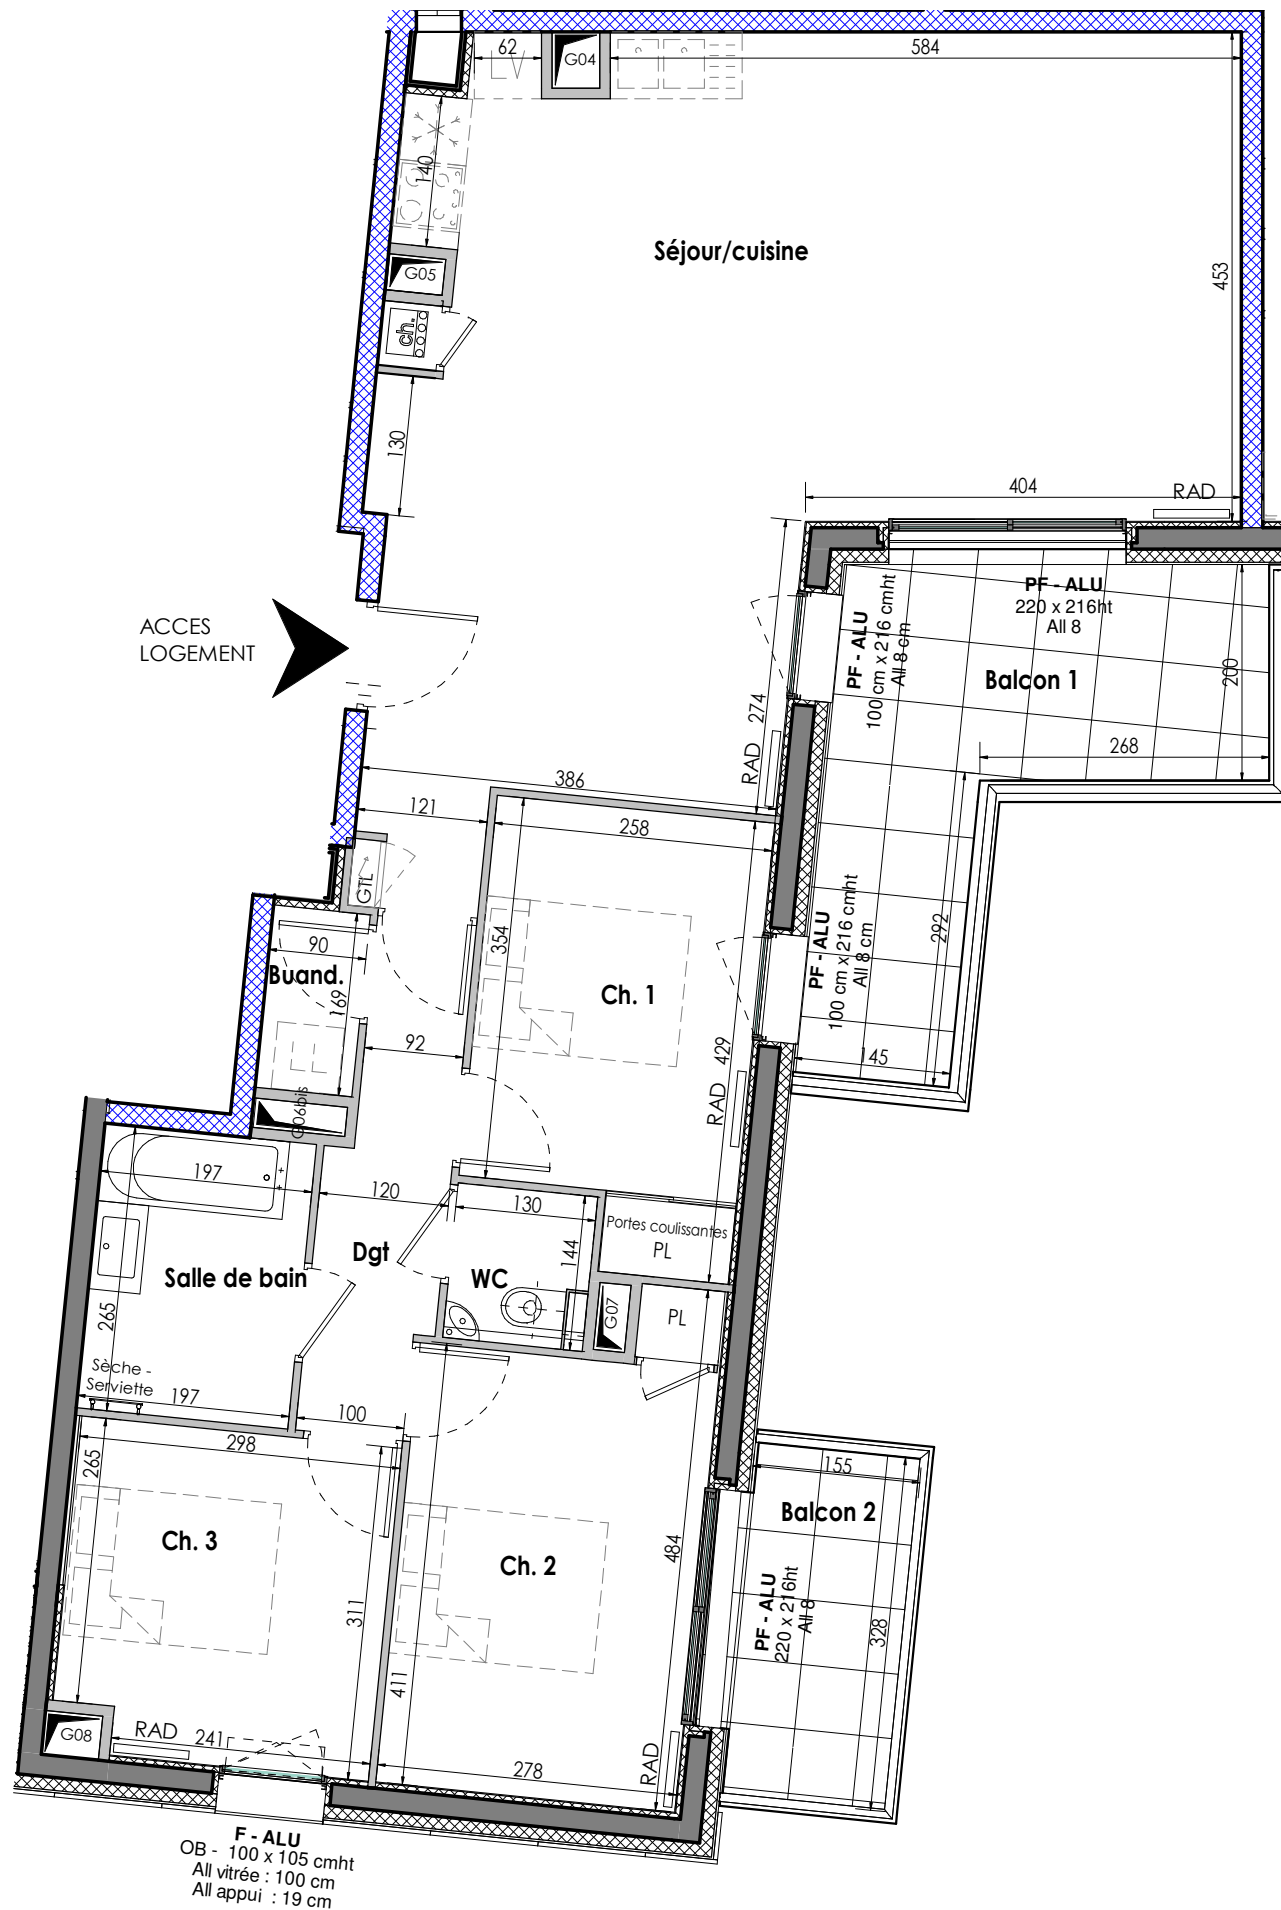 62
LV
G04
584
140
Séjour/cuisine
453
G05
ch.
130
404
RAD
ACCES
LOGEMENT
PF - ALU
100 cm x 216 cmht
All 8 cm
PF - ALU
220 x 216ht
All 8
Balcon 1
200
274
RAD
268
386
121
258
GTL
354
90
Buand.
169
Ch. 1
PF - ALU
100 cm x 216 cmht
All 8 cm
292
92
429
RAD
145
G06bis
197
120
130
Portes coulissantes
PL
144
Dgt
WC
Salle de bain
265
G07
PL
Sèche -
Serviette
197
100
298
265
155
Balcon 2
Ch. 3
Ch. 2
484
311
PF - ALU
220 x 216ht
All 8
328
411
G08
RAD
241
278
RAD
F - ALU
OB - 100 x 105 cmht
All vitrée : 100 cm
All appui : 19 cm